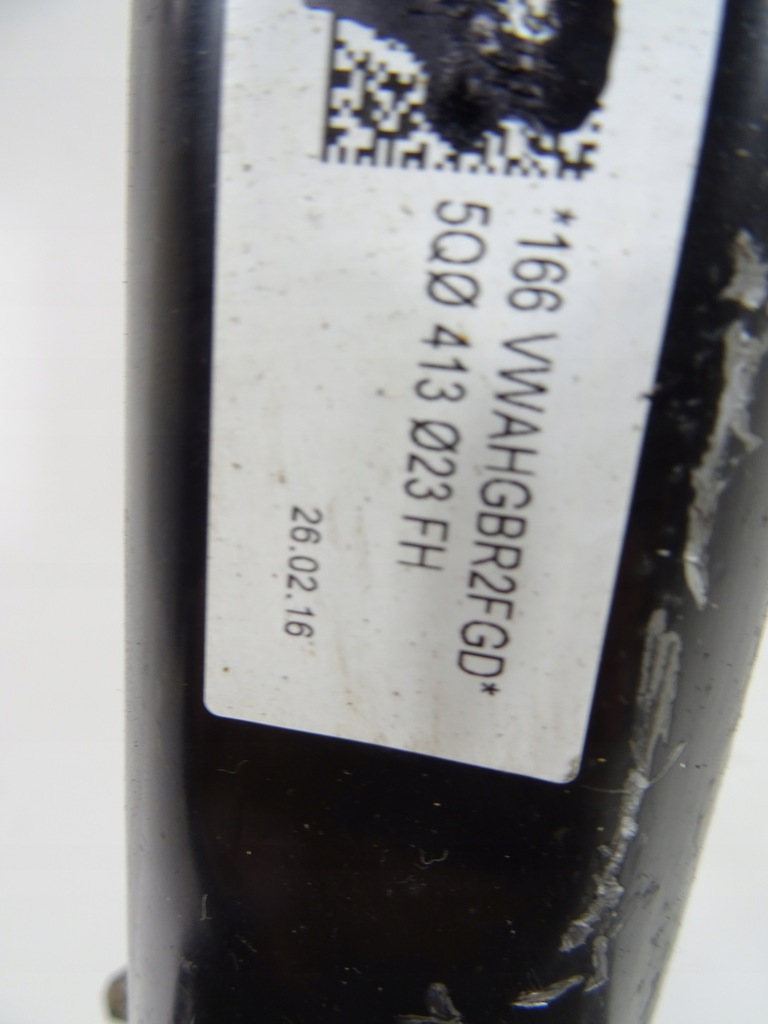 *166 VWAHGBR2FGD*
5QØ 413 Ø23 FH
26.02.16